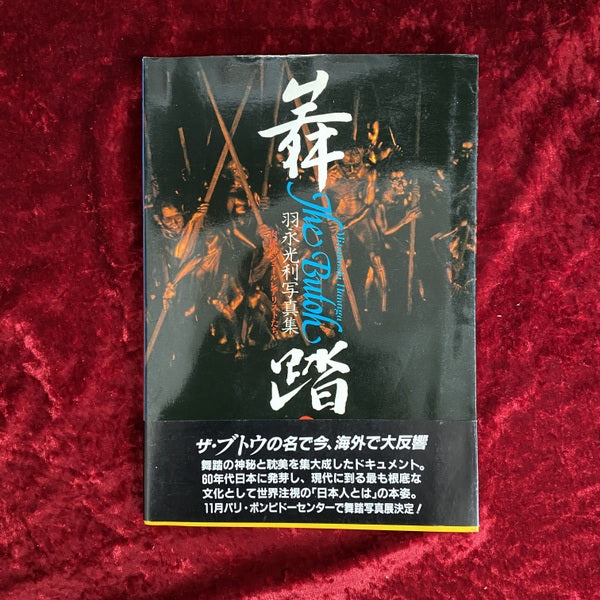 舞踏
The Butoh
Mitsutoshi Hanaga
羽永光利写真集
ザ・ブトウの名で今、海外で大反響
舞踏の神秘と耽美を集大成したドキュメント。
60年代日本に発芽し、現代に到る最も根底な
文化として世界注視の「日本人とは」の本姿。
11月パリ・ポンピドーセンターで舞踏写真展決定!